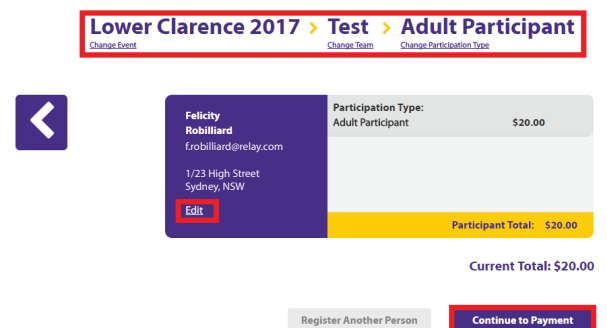 Lower Clarence 2017 > Test > Adult Participant
Change Event Change Team Change Participation Type
Felicity
Robilliard
f.robilliard@relay.com
1/23 High Street
Sydney, NSW
Edit
Participation Type:
Adult Participant $20.00
Participant Total: $20.00
Current Total: $20.00
Register Another Person Continue to Payment